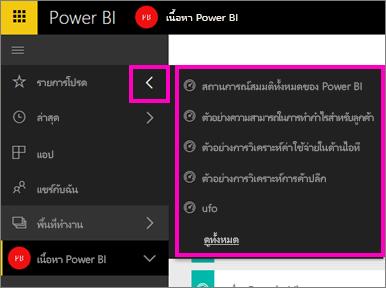 Power BI PB เนื้อหา Power BI
รายการโปรด
ล่าสุด
แอป
แชร์กับฉัน
พื้นที่ทำงาน
PB เนื้อหา Power BI
สถานการณ์สมมติทั้งหมดของ Power BI
ตัวอย่างความสามารถในการทำกำไรสำหรับลูกค้า
ตัวอย่างการวิเคราะห์ค่าใช้จ่ายในด้านไอที
ตัวอย่างการวิเคราะห์การค้าปลีก
ufo
ดูทั้งหมด